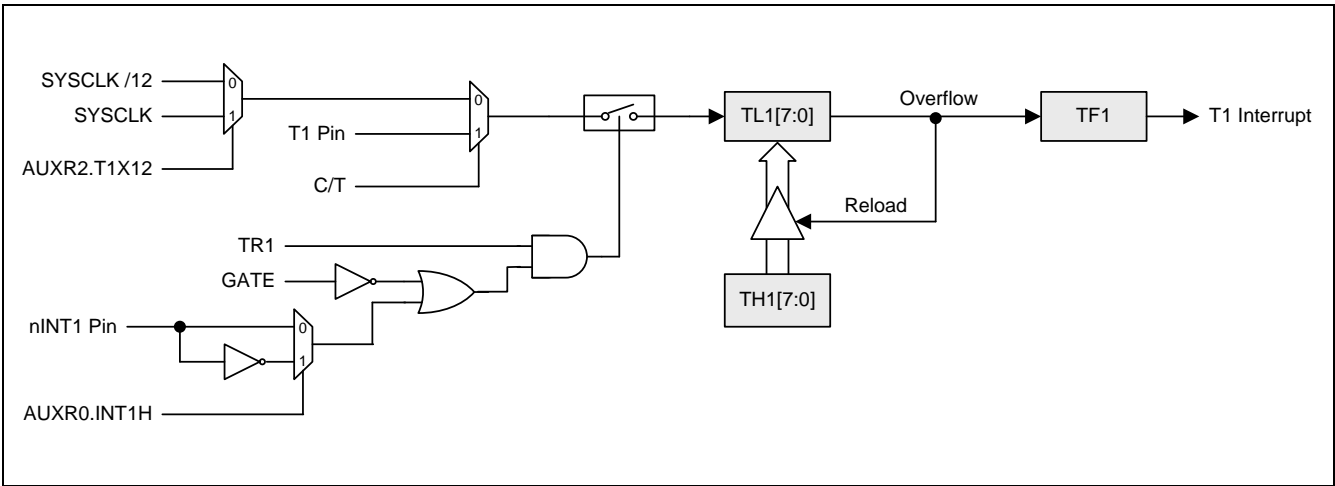 SYSCLK /12
0
SYSCLK
1
AUXR2.T1X12
0
T1 Pin
1
C/T
TL1[7:0]
Overflow
TF1
T1 Interrupt
Reload
TR1
GATE
TH1[7:0]
nINT1 Pin
0
1
AUXR0.INT1H